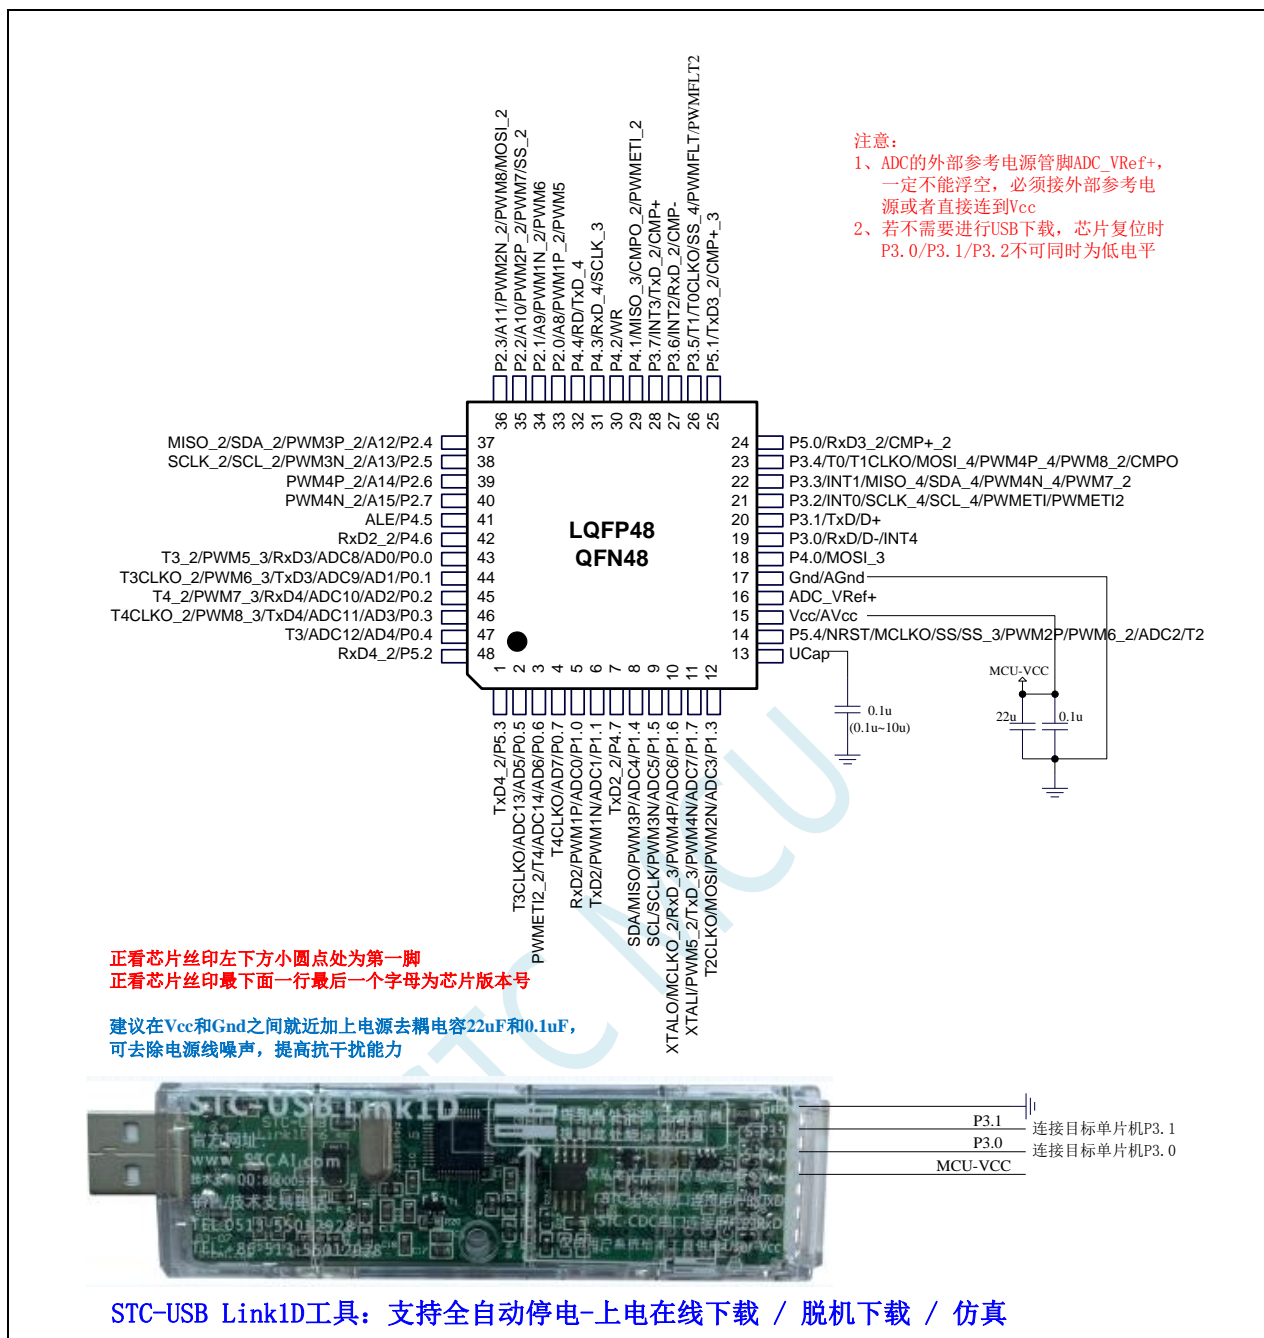 P2.3/A11/PWM2N_2/PWM8/MOSI_2
P2.2/A10/PWM2P_2/PWM7/SS_2
P2.1/A9/PWM1N_2/PWM6
P2.0/A8/PWM1P_2/PWM5
P4.4/RD/TxD_4
P4.3/RxD_4/SCLK_3
P4.2/WR
P4.1/MISO_3/CMPO_2/PWMETI_2
P3.7/INT3/TxD_2/CMP+
P3.6/INT2/RxD_2/CMP-
P3.5/T1/T0CLKO/SS_4/PWMFLT/PWMFLT2
P5.1/TxD3_2/CMP+_3
注意：
1、ADC的外部参考电源管脚ADC_VRef+，
一定不能浮空，必须接外部参考电
源或者直接连到Vcc
2、若不需要进行USB下载，芯片复位时
P3.0/P3.1/P3.2不可同时为低电平
36 35 34 33 32 31 30 29 28 27 26 25
MISO_2/SDA_2/PWM3P_2/A12/P2.4 37
SCLK_2/SCL_2/PWM3N_2/A13/P2.5 38
PWM4P_2/A14/P2.6 39
PWM4N_2/A15/P2.7 40
ALE/P4.5 41
RxD2_2/P4.6 42
T3_2/PWM5_3/RxD3/ADC8/AD0/P0.0 43
T3CLKO_2/PWM6_3/TxD3/ADC9/AD1/P0.1 44
T4_2/PWM7_3/RxD4/ADC10/AD2/P0.2 45
T4CLKO_2/PWM8_3/TxD4/ADC11/AD3/P0.3 46
T3/ADC12/AD4/P0.4 47
RxD4_2/P5.2 48
LQFP48
QFN48
24 P5.0/RxD3_2/CMP+_2
23 P3.4/T0/T1CLKO/MOSI_4/PWM4P_4/PWM8_2/CMPO
22 P3.3/INT1/MISO_4/SDA_4/PWM4N_4/PWM7_2
21 P3.2/INT0/SCLK_4/SCL_4/PWMETI/PWMETI2
20 P3.1/TxD/D+
19 P3.0/RxD/D-/INT4
18 P4.0/MOSI_3
17 Gnd/AGnd
16 ADC_VRef+
15 Vcc/AVcc
14 P5.4/NRST/MCLKO/SS/SS_3/PWM2P/PWM6_2/ADC2/T2
13 UCap
1 2 3 4 5 6 7 8 9 10 11 12
TxD4_2/P5.3
T3CLKO/ADC13/AD5/P0.5
PWMETI2_2/T4/ADC14/AD6/P0.6
T4CLKO/AD7/P0.7
RxD2/PWM1P/ADC0/P1.0
TxD2/PWM1N/ADC1/P1.1
TxD2_2/P4.7
SDA/MISO/PWM3P/ADC4/P1.4
SCL/SCLK/PWM3N/ADC5/P1.5
XTALO/MCLKO_2/RxD_3/PWM4P/ADC6/P1.6
XTALI/PWM5_2/TxD_3/PWM4N/ADC7/P1.7
T2CLKO/MOSI/PWM2N/ADC3/P1.3
MCU-VCC
22u
0.1u
0.1u
(0.1u~10u)
STC MCU
正看芯片丝印左下方小圆点处为第一脚
正看芯片丝印最下面一行最后一个字母为芯片版本号
建议在Vcc和Gnd之间就近加上电源去耦电容22uF和0.1uF，
可去除电源线噪声，提高抗干扰能力
STC-USB Link1D
官方网址
www.STCAI.com
TEL:0513-55012928
Gnd
P3.1
连接目标单片机P3.1
P3.0
连接目标单片机P3.0
MCU-VCC
STC-USB Link1D工具：支持全自动停电-上电在线下载 / 脱机下载 / 仿真